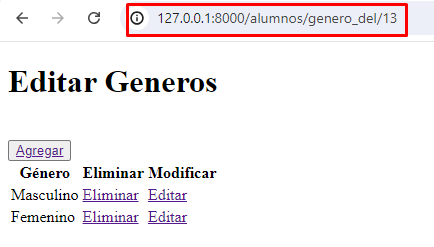 127.0.0.1:8000/alumnos/genero_del/13
Editar Generos
Agregar
Género Eliminar Modificar
Masculino Eliminar Editar
Femenino Eliminar Editar